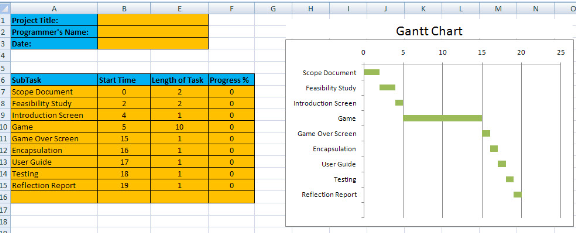 A B E F G H I J K L M N O
1 Project Title:
2 Programmer's Name:
3 Date:
4
5
6 SubTask Start Time Length of Task Progress %
7 Scope Document 0 2 0
8 Feasibility Study 2 2 0
9 Introduction Screen 4 1 0
10 Game 5 10 0
11 Game Over Screen 15 1 0
12 Encapsulation 16 1 0
13 User Guide 17 1 0
14 Testing 18 1 0
15 Reflection Report 19 1 0
16
17
18
Gantt Chart
0 5 10 15 20 25
Scope Document
Feasibility Study
Introduction Screen
Game
Game Over Screen
Encapsulation
User Guide
Testing
Reflection Report